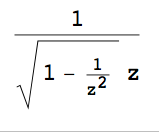 1
√(1 - 1/z²) z